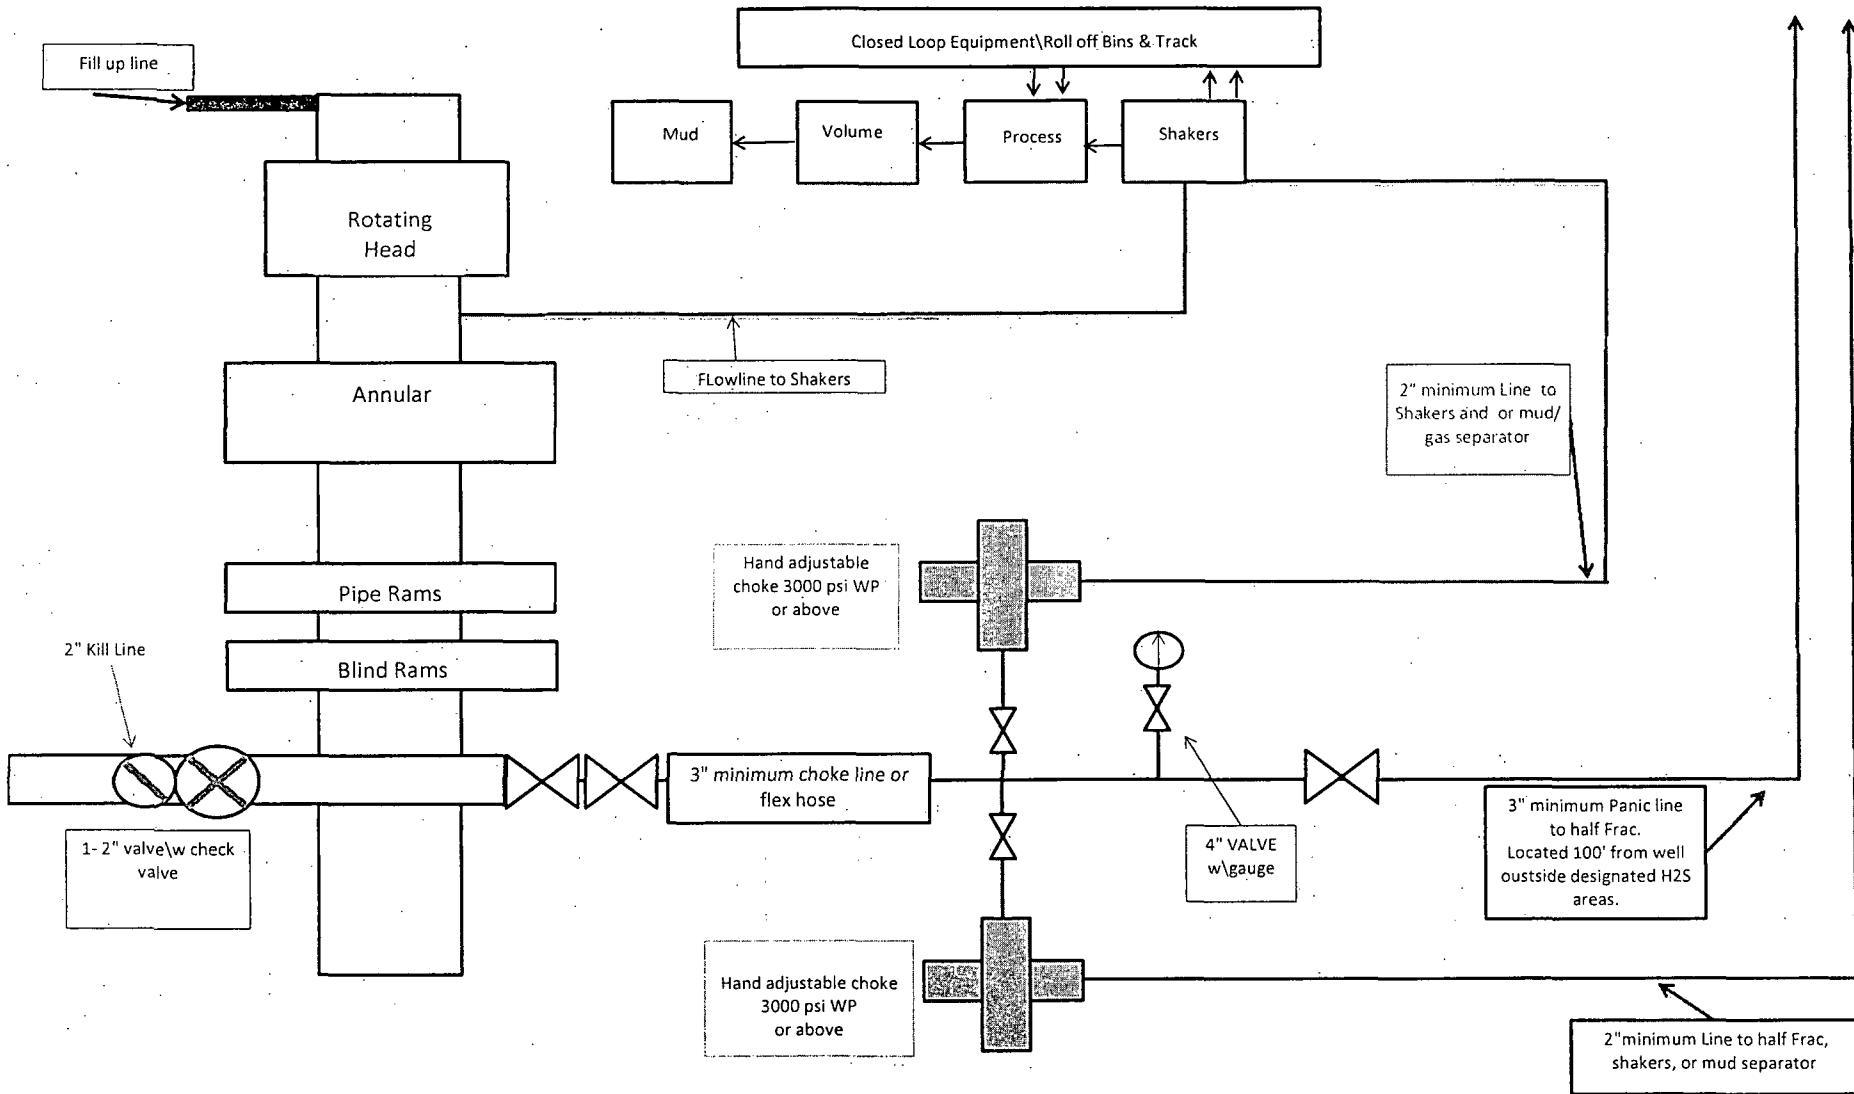 Closed Loop Equipment\Roll off Bins & Track
Fill up line
Mud
Volume
Process
Shakers
Rotating
Head
FLowline to Shakers
Annular
2" minimum Line to
Shakers and or mud/
gas separator
Hand adjustable
choke 3000 psi WP
or above
Pipe Rams
2" Kill Line
Blind Rams
3" minimum choke line or
flex hose
1- 2" valve\w check
valve
4" VALVE
w\gauge
3" minimum Panic line
to half Frac.
Located 100' from well
oustside designated H2S
areas.
Hand adjustable choke
3000 psi WP
or above
2"minimum Line to half Frac,
shakers, or mud separator